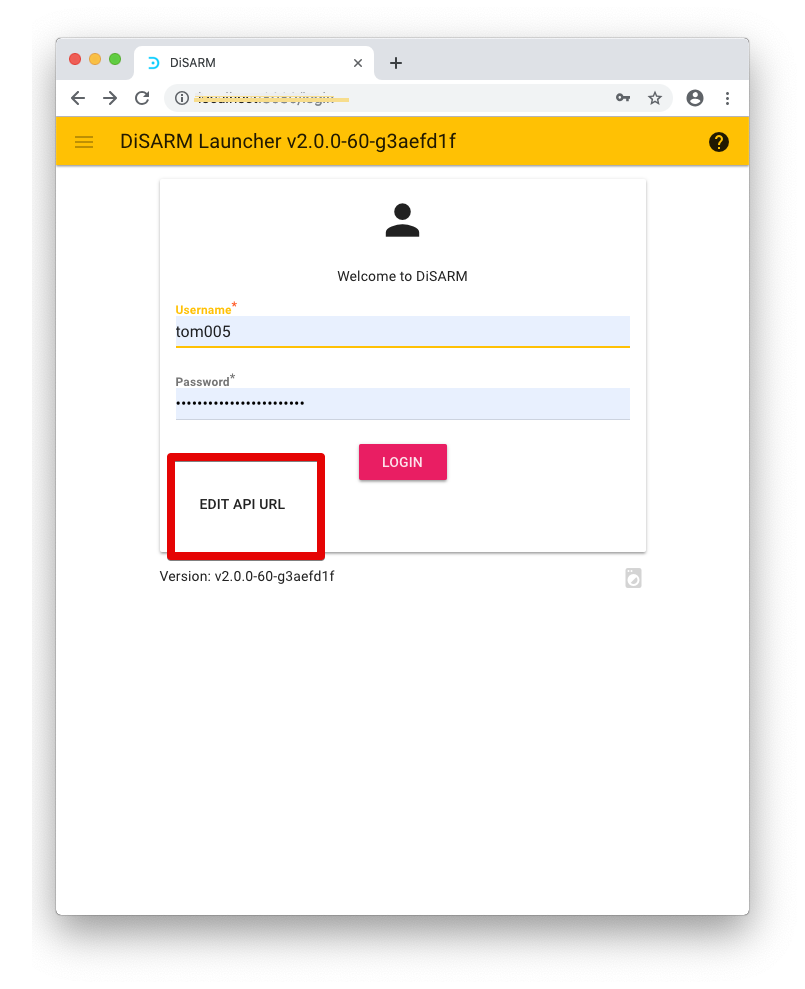 DiSARM
DiSARM Launcher v2.0.0-60-g3aefd1f
Welcome to DiSARM
Username*
tom005
Password*
••••••••••••••••••••••••
LOGIN
EDIT API URL
Version: v2.0.0-60-g3aefd1f